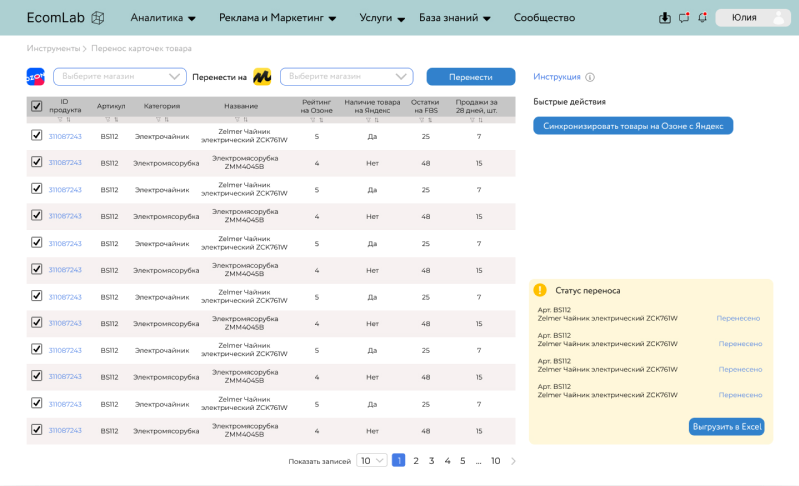 EcomLab
Аналитика
Реклама и Маркетинг
Услуги
База знаний
Сообщество
Юлия
Инструменты > Перенос карточек товара
OZON
Выберите магазин
Перенести на
Выберите магазин
Перенести
Инструкция
ID продукта Артикул Категория Название Рейтинг на Озоне Наличие товара на Яндекс Остатки на FBS Продажи за 28 дней, шт.
311087243 BS112 Электрочайник Zelmer Чайник электрический ZCK761W 5 Да 25 7
311087243 BS112 Электромясорубка Электромясорубка ZMM4045B 4 Нет 48 15
311087243 BS112 Электрочайник Zelmer Чайник электрический ZCK761W 5 Да 25 7
311087243 BS112 Электромясорубка Электромясорубка ZMM4045B 4 Нет 48 15
311087243 BS112 Электрочайник Zelmer Чайник электрический ZCK761W 5 Да 25 7
311087243 BS112 Электромясорубка Электромясорубка ZMM4045B 4 Нет 48 15
311087243 BS112 Электрочайник Zelmer Чайник электрический ZCK761W 5 Да 25 7
311087243 BS112 Электромясорубка Электромясорубка ZMM4045B 4 Нет 48 15
311087243 BS112 Электрочайник Zelmer Чайник электрический ZCK761W 5 Да 25 7
311087243 BS112 Электромясорубка Электромясорубка ZMM4045B 4 Нет 48 15
311087243 BS112 Электрочайник Zelmer Чайник электрический ZCK761W 5 Да 25 7
311087243 BS112 Электромясорубка Электромясорубка ZMM4045B 4 Нет 48 15
Показать записей 10 1 2 3 4 5 ... 10 >
Быстрые действия
Синхронизировать товары на Озоне с Яндекс
Статус переноса
Арт. BS112
Zelmer Чайник электрический ZCK761W Перенесено
Арт. BS112
Zelmer Чайник электрический ZCK761W Перенесено
Арт. BS112
Zelmer Чайник электрический ZCK761W Перенесено
Арт. BS112
Zelmer Чайник электрический ZCK761W Перенесено
Выгрузить в Excel